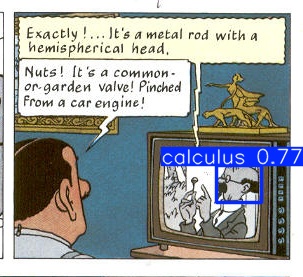 Exactly!... It's a metal rod with a
hemispherical head.
Nuts! It's a common-
or-garden valve! Pinched
from a car engine!
calculus 0.77